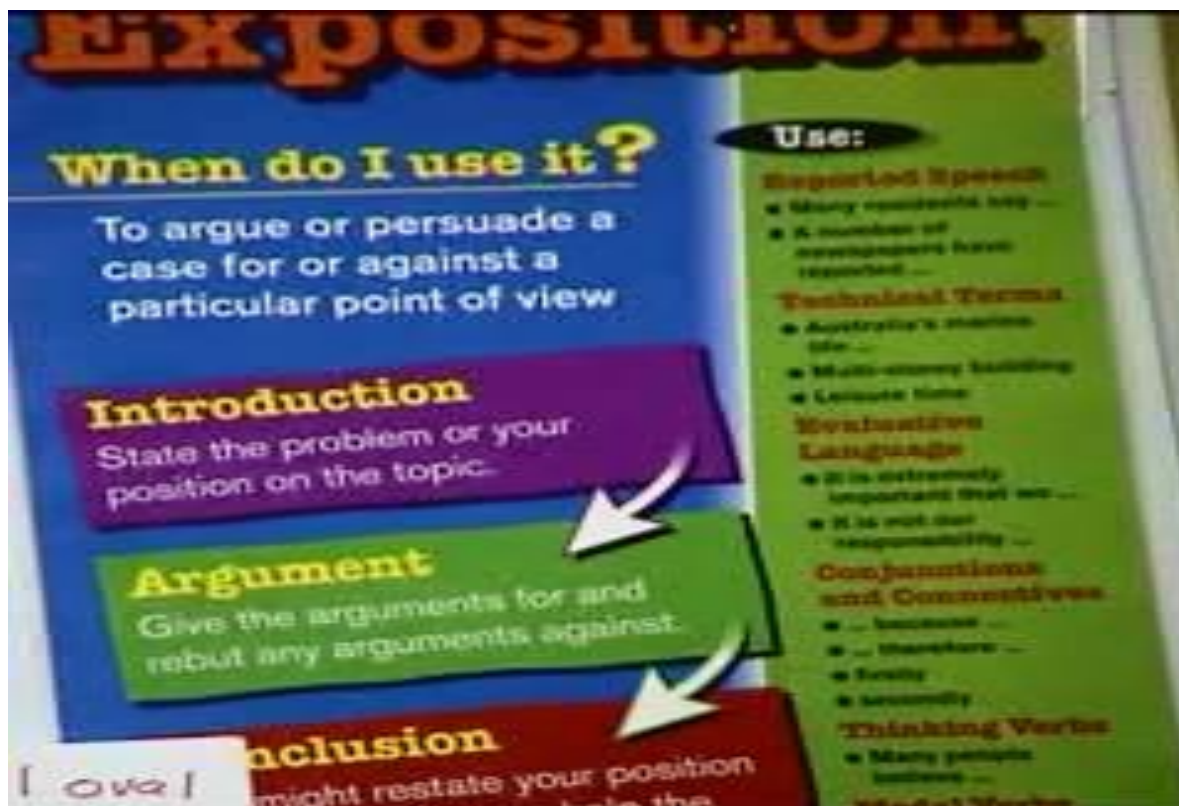 Exposition
When do I use it?
To argue or persuade a
case for or against a
particular point of view
Introduction
State the problem or your
position on the topic.
Argument
Give the arguments for and
rebut any arguments against.
nclusion
might restate your position
the
Use:
Reported Speech
• Many residents say ...
• A number of
newspapers have
reported ...
Technical Terms
• Australia's marine
life ...
• Multi-storey building
• Leisure time
Evaluative
Language
• It is extremely
important that we ...
• It is not our
responsibility ...
Conjunctions
and Connectives
• ... because ...
• ... therefore ...
• firstly
• secondly
Thinking Verbs
• Many people
believe ...
Modal Verbs